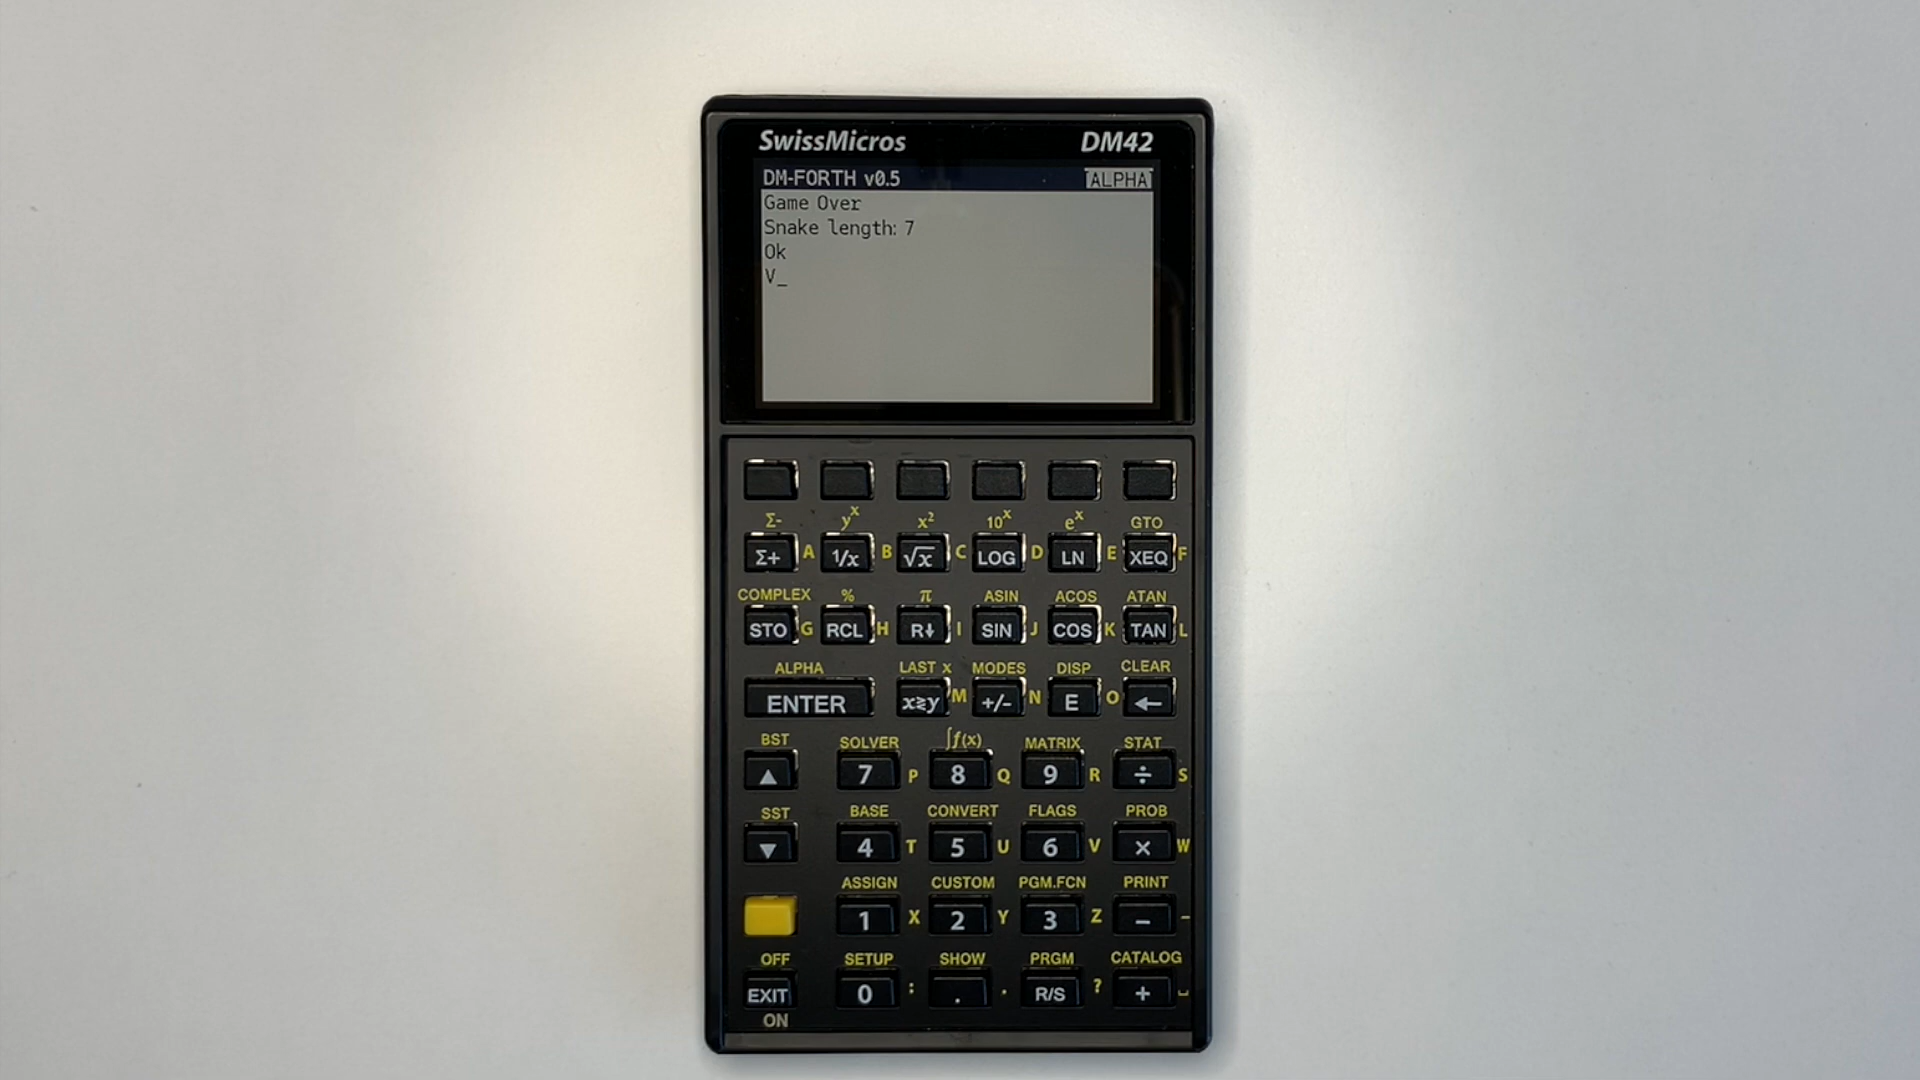 SwissMicros DM42
DM-FORTH v0.5 [ALPHA]
Game Over
Snake length: 7
Ok
V_
Σ- yˣ x² 10ˣ eˣ GTO
Σ+ A 1/x B √x C LOG D LN E XEQ F
COMPLEX % π ASIN ACOS ATAN
STO G RCL H R↓ I SIN J COS K TAN L
ALPHA LAST x MODES DISP CLEAR
ENTER x≷y M +/- N E O ←
BST SOLVER ∫f(x) MATRIX STAT
▲ 7 P 8 Q 9 R ÷ S
SST BASE CONVERT FLAGS PROB
▼ 4 T 5 U 6 V × W
ASSIGN CUSTOM PGM.FCN PRINT
1 X 2 Y 3 Z − -
OFF SETUP SHOW PRGM CATALOG
EXIT 0 : . . R/S ? + ⎵
ON